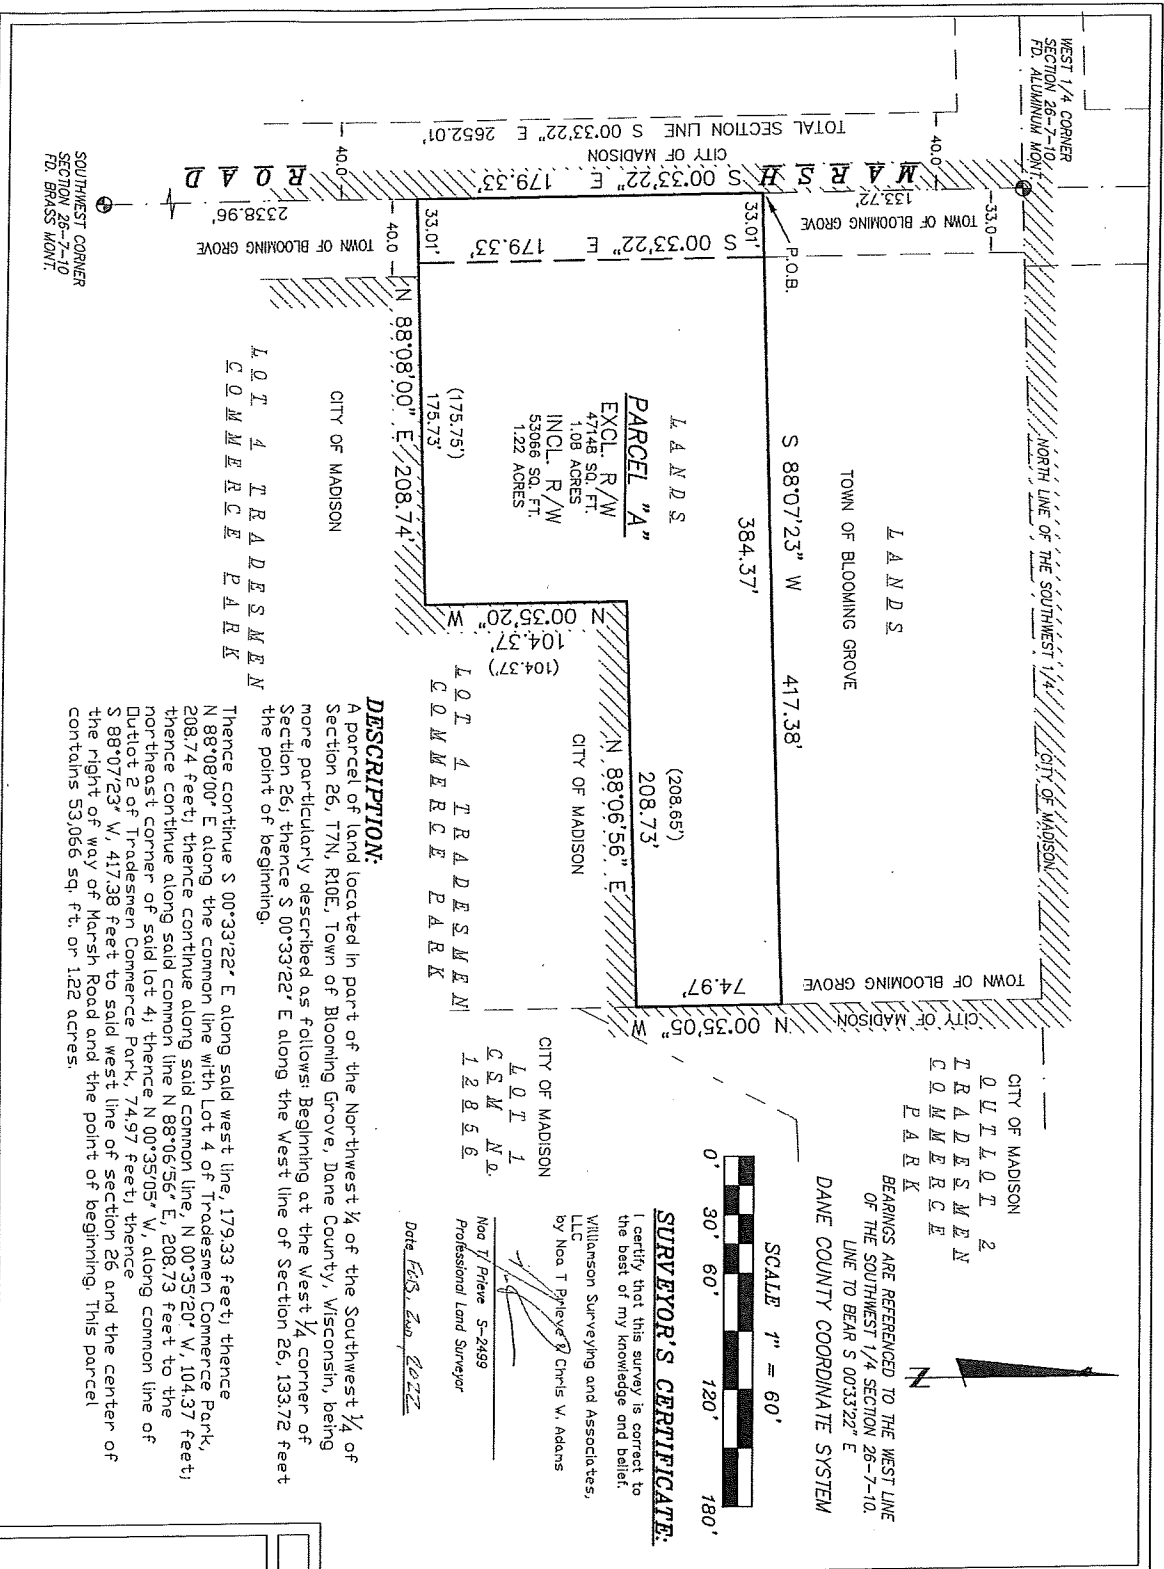 WEST 1/4 CORNER
SECTION 26-7-10
FD. ALUMINUM MONT.
NORTH LINE OF THE SOUTHWEST 1/4
CITY OF MADISON
TOTAL SECTION LINE S 00°33'22" E 2652.01'
CITY OF MADISON
MARSH ROAD
S 00°33'22" E 179.33'
S 00°33'22" E 179.33'
40.0
33.0
133.72'
TOWN OF BLOOMING GROVE
P.O.B.
33.01'
33.01'
40.0
40.0
2338.96'
TOWN OF BLOOMING GROVE
SOUTHWEST CORNER
SECTION 26-7-10
FD. BRASS MONT.
LANDS
TOWN OF BLOOMING GROVE
S 88°07'23" W 417.38'
384.37'
LANDS
PARCEL "A"
EXCL. R/W
47148 SQ. FT.
1.08 ACRES
INCL. R/W
53066 SQ. FT.
1.22 ACRES
(175.75')
175.73'
N 88°08'00" E 208.74'
CITY OF MADISON
LOT 4 TRADESMEN
COMMERCE PARK
N 00°35'20" W
104.37'
(104.37')
(208.65')
208.73'
N 88°06'56" E
CITY OF MADISON
LOT 4 TRADESMEN
COMMERCE PARK
74.97'
N 00°35'05" W
TOWN OF BLOOMING GROVE
CITY OF MADISON
CITY OF MADISON
OUTLOT 2
TRADESMEN
COMMERCE
PARK
CITY OF MADISON
LOT 1
CSM No.
12866
BEARINGS ARE REFERENCED TO THE WEST LINE
OF THE SOUTHWEST 1/4 SECTION 26-7-10.
LINE TO BEAR S 00°33'22" E
DANE COUNTY COORDINATE SYSTEM
N
SCALE 1" = 60'
0' 30' 60' 120' 180'
SURVEYOR'S CERTIFICATE:
I certify that this survey is correct to
the best of my knowledge and belief.
Williamson Surveying and Associates,
LLC
by Noa T Prieve & Chris W. Adams
Noa T. Prieve S-2499
Professional Land Surveyor
Date FEB, 2022
DESCRIPTION:
A parcel of land located in part of the Northwest 1/4 of the Southwest 1/4 of
Section 26, T7N, R10E, Town of Blooming Grove, Dane County, Wisconsin, being
more particularly described as follows: Beginning at the West 1/4 corner of
Section 26; thence S 00°33'22" E along the West line of Section 26, 133.72 feet
the point of beginning.
Thence continue S 00°33'22" E along said west line, 179.33 feet; thence
N 88°08'00" E along the common line with Lot 4 of Tradesmen Commerce Park,
208.74 feet; thence continue along said common line, N 00°35'20" W, 104.37 feet;
thence continue along said common line N 88°06'56" E, 208.73 feet to the
northeast corner of said lot 4; thence N 00°35'05" W, along common line of
Outlot 2 of Tradesmen Commerce Park, 74.97 feet; thence
S 88°07'23" W, 417.38 feet to said west line of section 26 and the center of
the right of way of Marsh Road and the point of beginning. This parcel
contains 53,066 sq. ft. or 1.22 acres.